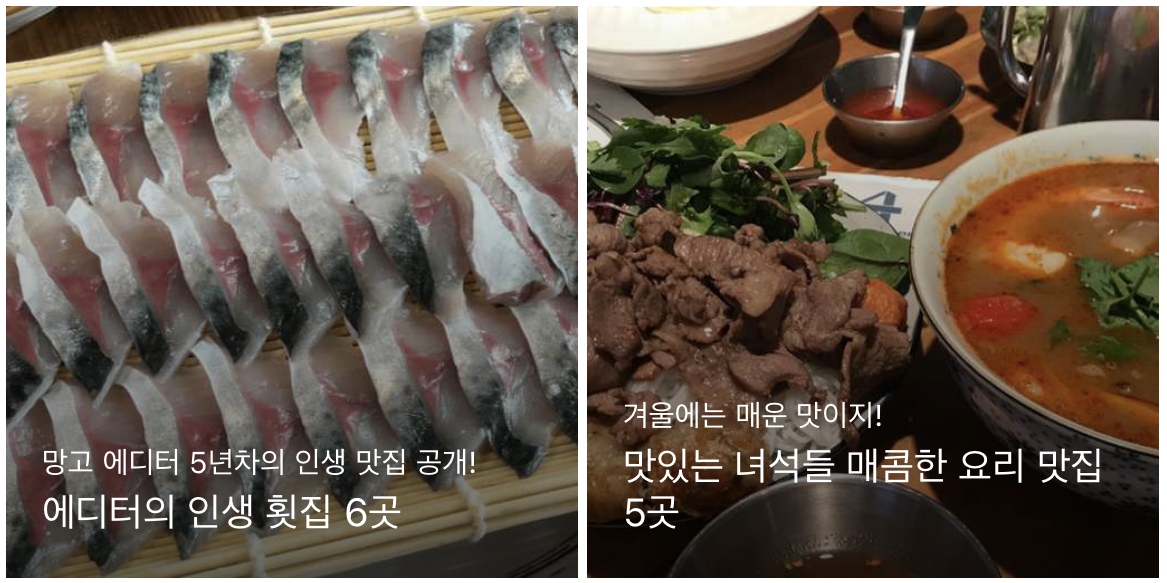 망고 에디터 5년차의 인생 맛집 공개!
에디터의 인생 횟집 6곳
겨울에는 매운 맛이지!
맛있는 녀석들 매콤한 요리 맛집
5곳